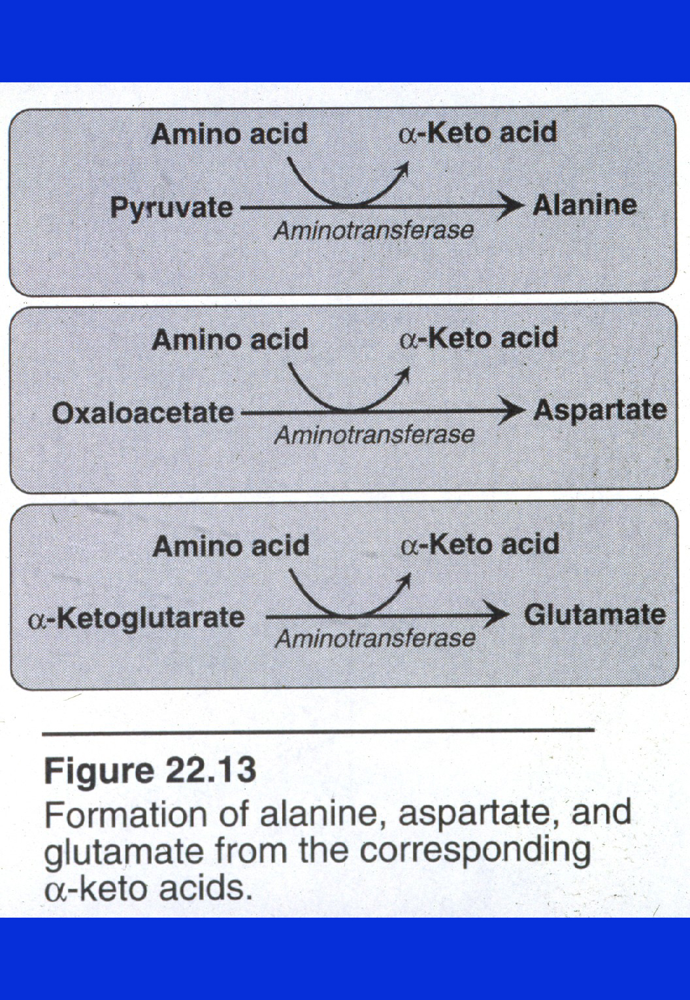 Amino acid α-Keto acid
Pyruvate Alanine
Aminotransferase
Amino acid α-Keto acid
Oxaloacetate Aspartate
Aminotransferase
Amino acid α-Keto acid
α-Ketoglutarate Glutamate
Aminotransferase
Figure 22.13
Formation of alanine, aspartate, and
glutamate from the corresponding
α-keto acids.